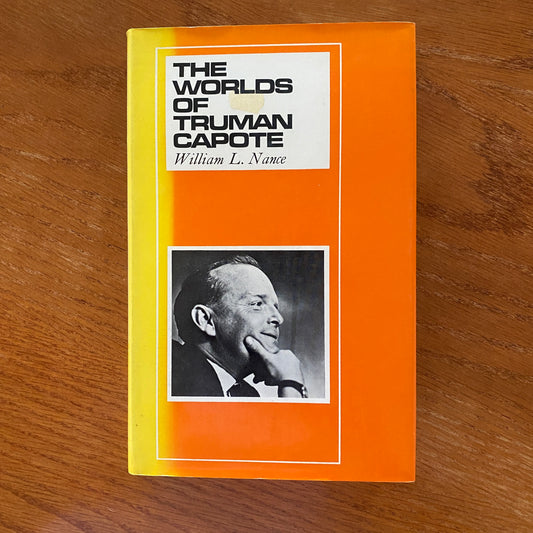 THE
WORLDS
OF
TRUMAN
CAPOTE
William L. Nance